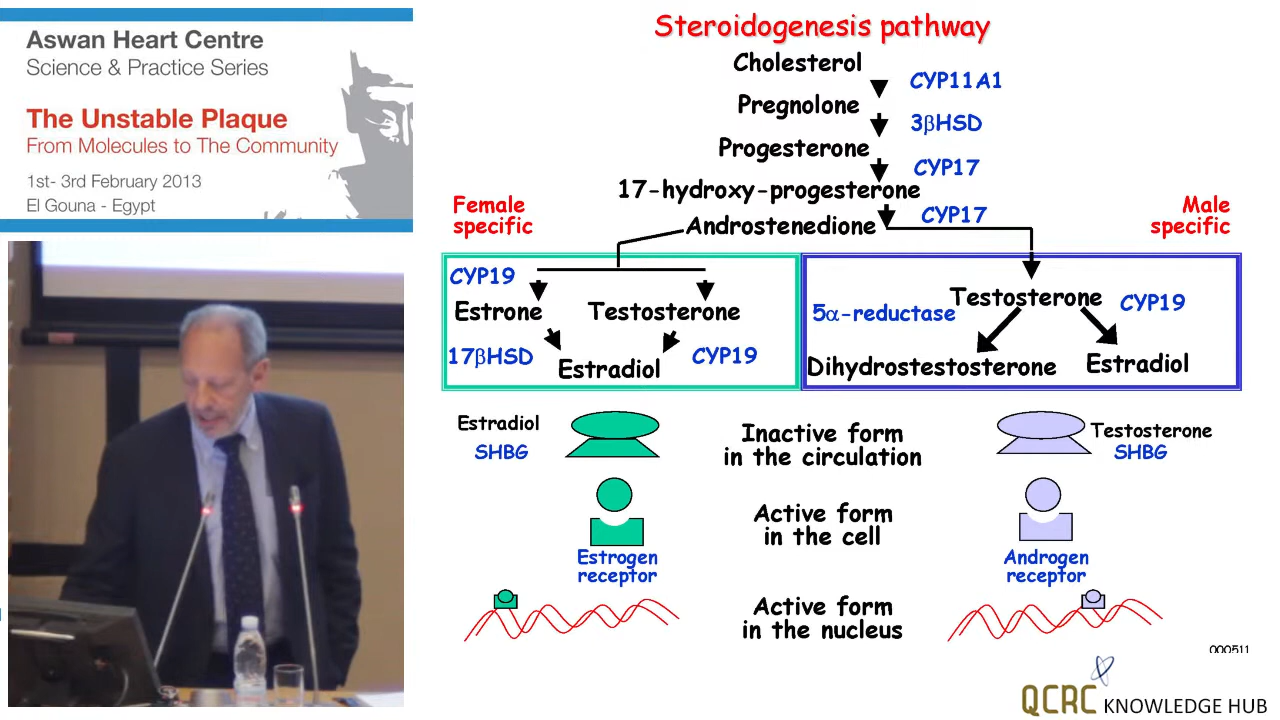 Aswan Heart Centre
Science & Practice Series
The Unstable Plaque
From Molecules to The Community
1st- 3rd February 2013
El Gouna - Egypt
Steroidogenesis pathway
Cholesterol
CYP11A1
Pregnolone
3βHSD
Progesterone
CYP17
17-hydroxy-progesterone
CYP17
Androstenedione
Female
specific
Male
specific
CYP19
Estrone
Testosterone
17βHSD
Estradiol
CYP19
Testosterone
CYP19
5α-reductase
Dihydrostestosterone
Estradiol
Estradiol
SHBG
Inactive form
in the circulation
Testosterone
SHBG
Active form
in the cell
Estrogen
receptor
Androgen
receptor
Active form
in the nucleus
000511
QCRC KNOWLEDGE HUB